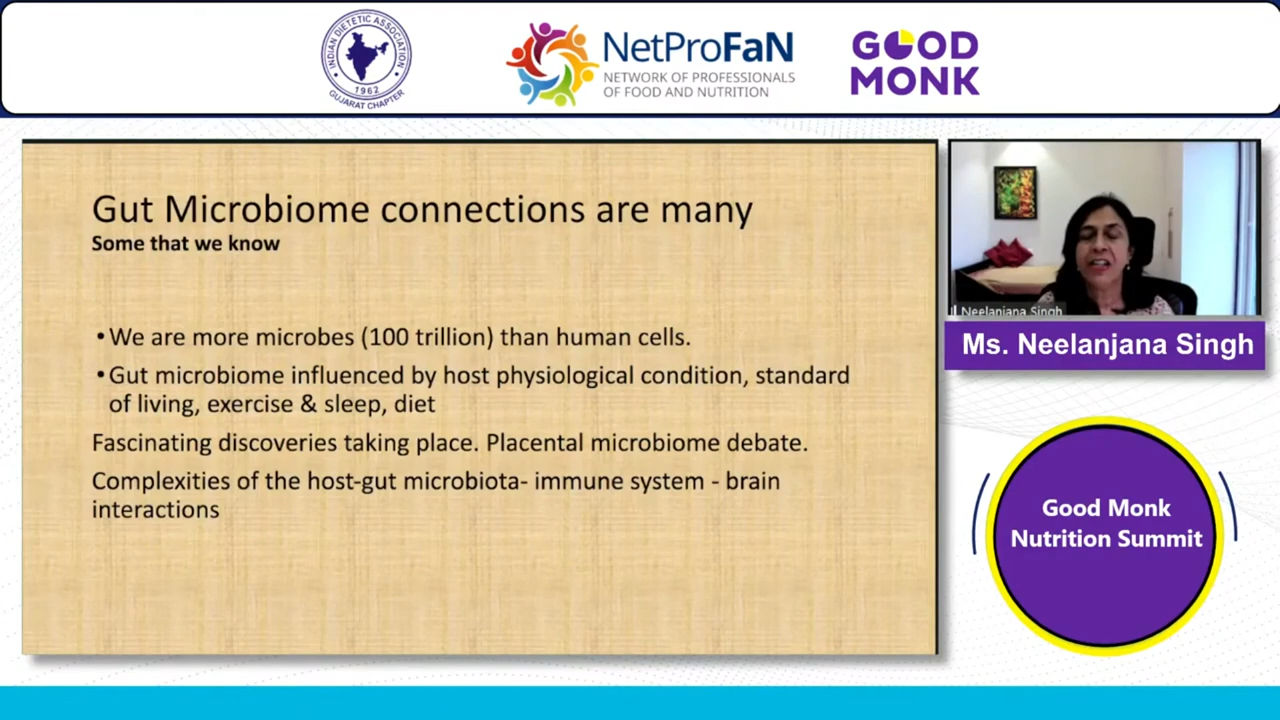 INDIAN DIETETIC ASSOCIATION
1962
GUJARAT CHAPTER
NetProFaN
NETWORK OF PROFESSIONALS
OF FOOD AND NUTRITION
GOOD
MONK
Gut Microbiome connections are many
Some that we know
•We are more microbes (100 trillion) than human cells.
•Gut microbiome influenced by host physiological condition, standard
of living, exercise & sleep, diet
Fascinating discoveries taking place. Placental microbiome debate.
Complexities of the host-gut microbiota- immune system - brain
interactions
Neelanjana Singh
Ms. Neelanjana Singh
Good Monk
Nutrition Summit